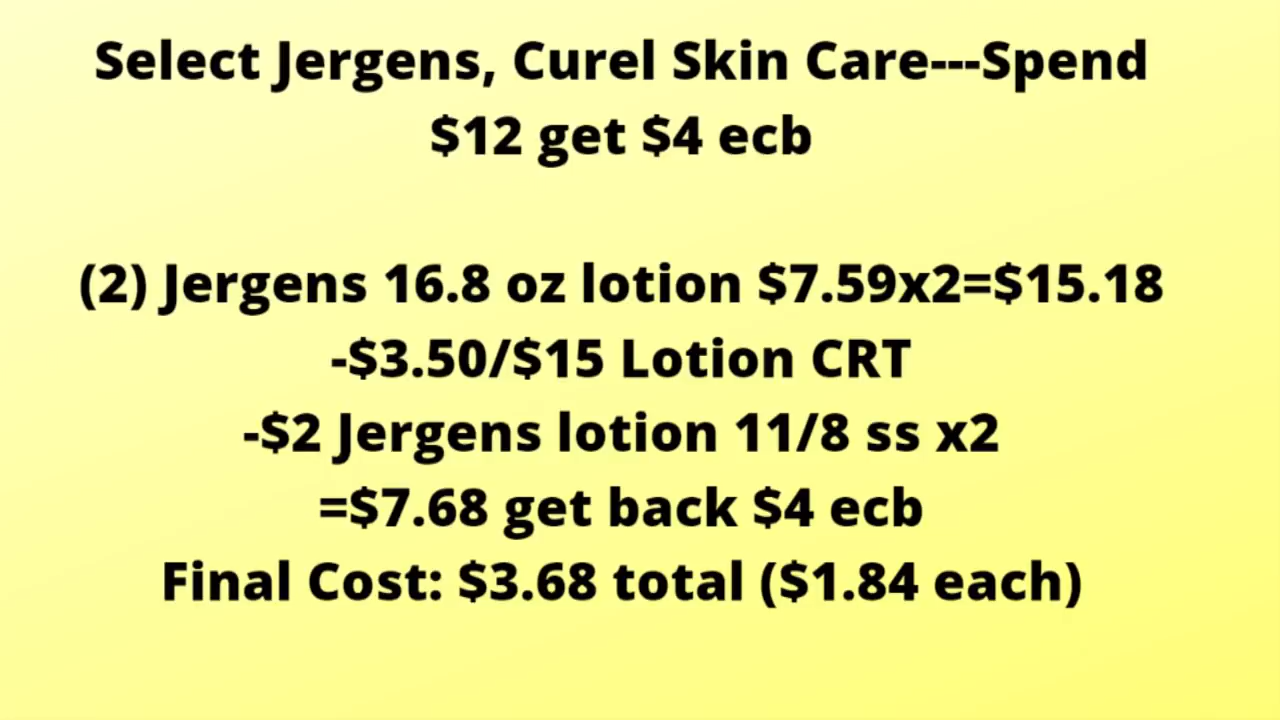 Select Jergens, Curel Skin Care---Spend
$12 get $4 ecb
(2) Jergens 16.8 oz lotion $7.59x2=$15.18
-$3.50/$15 Lotion CRT
-$2 Jergens lotion 11/8 ss x2
=$7.68 get back $4 ecb
Final Cost: $3.68 total ($1.84 each)